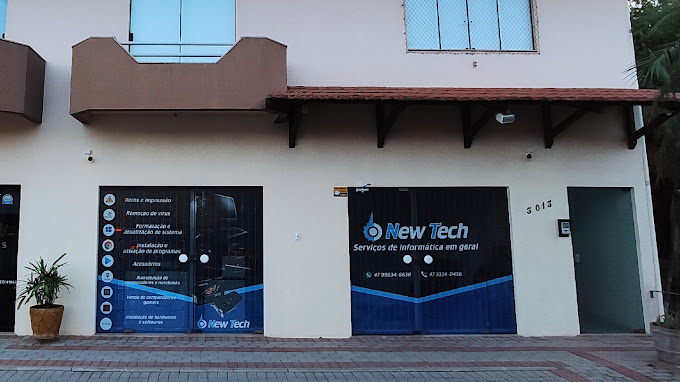 Xerox e impressão
Remoção de vírus
Formatação e
atualização de sistema
Instalação e
ativação de programas
Acessórios
Manutenção de
computadores e notebooks
Venda de computadores
gamers
Instalação de hardwares
e softwares
New Tech
New Tech
Serviços de informática em geral
47 99634-6638
47 3134-0458
3013